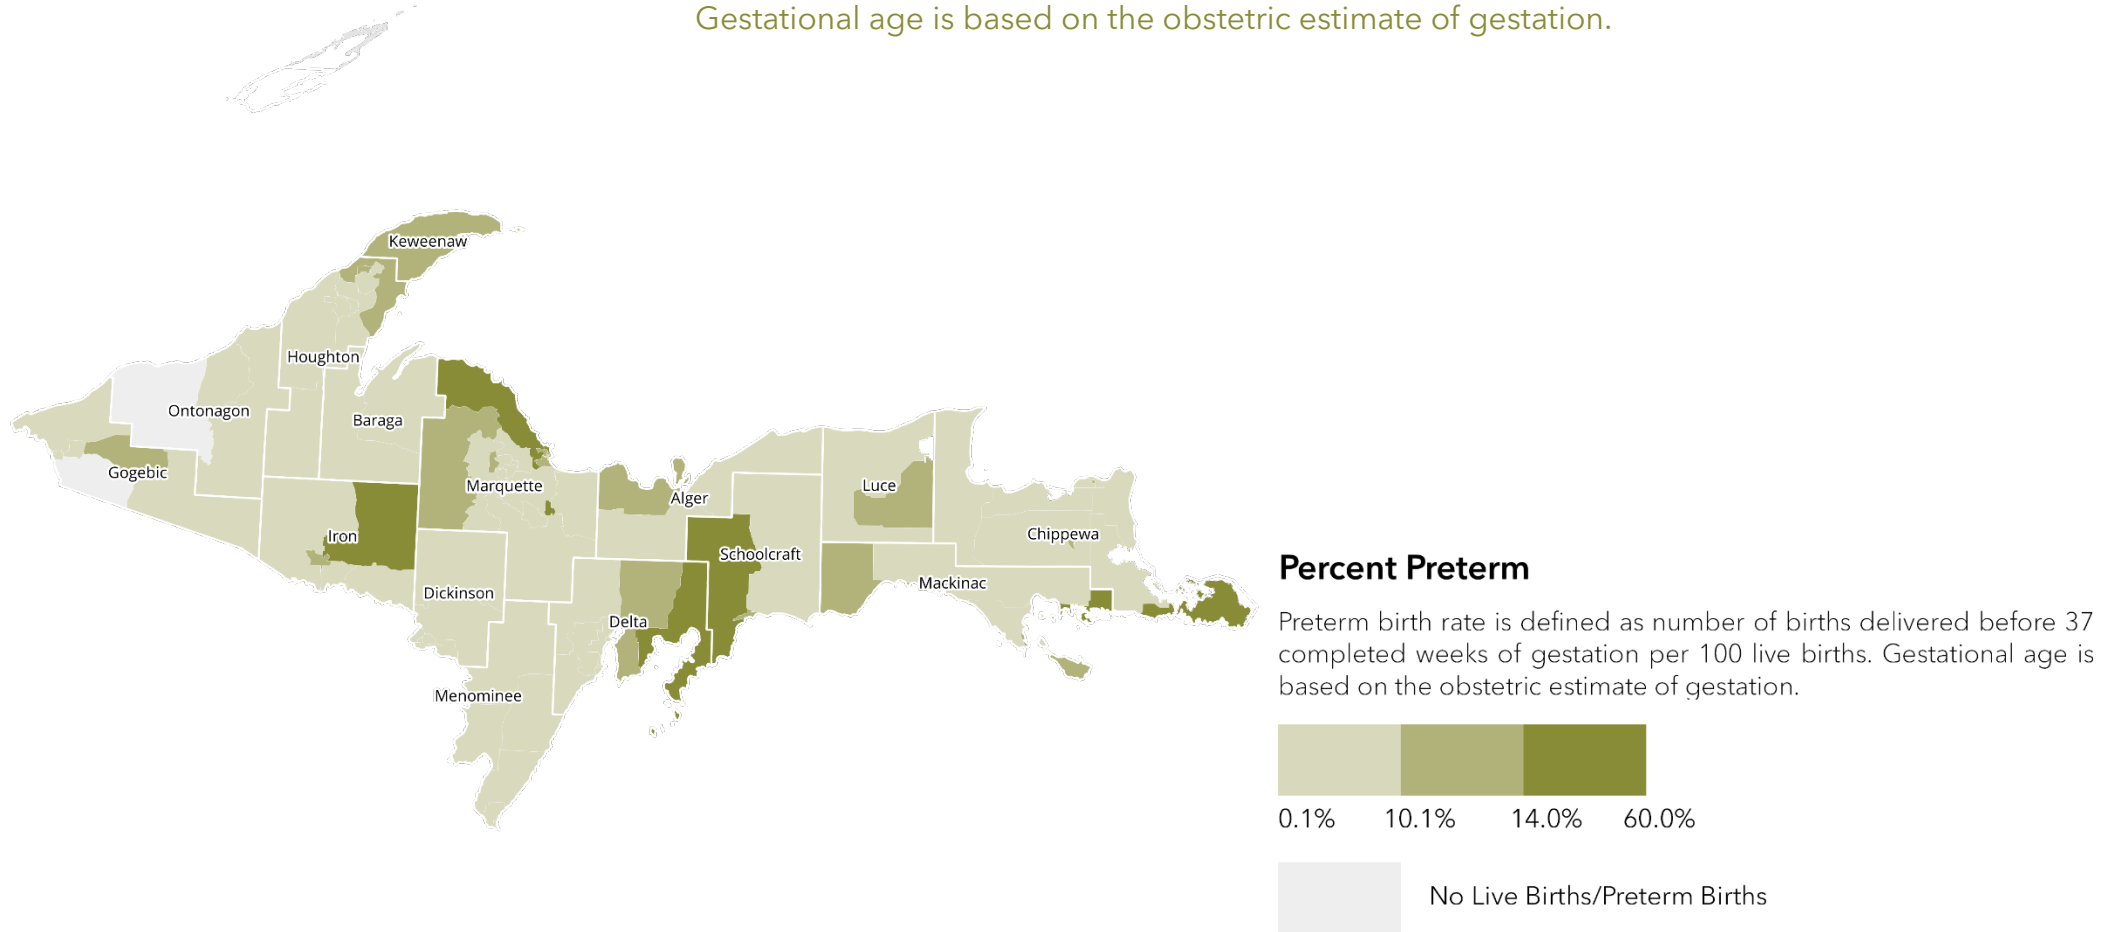 Gestational age is based on the obstetric estimate of gestation.
Keweenaw
Houghton
Ontonagon
Baraga
Gogebic
Marquette
Alger
Luce
Iron
Schoolcraft
Chippewa
Dickinson
Mackinac
Delta
Menominee
Percent Preterm
Preterm birth rate is defined as number of births delivered before 37
completed weeks of gestation per 100 live births. Gestational age is
based on the obstetric estimate of gestation.
0.1% 10.1% 14.0% 60.0%
No Live Births/Preterm Births